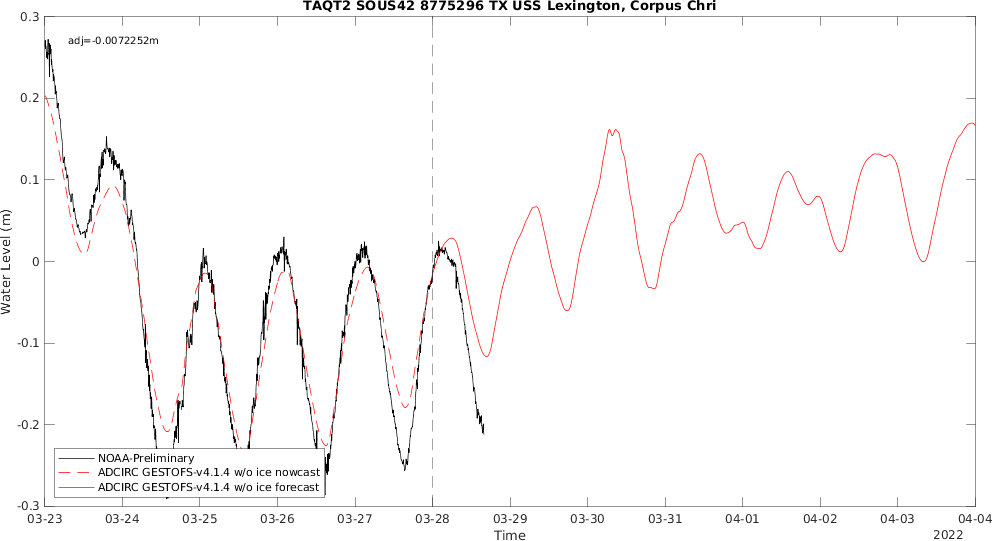 TAQT2 SOUS42 8775296 TX USS Lexington, Corpus Chri
adj=-0.0072252m
0.3
0.2
0.1
0
-0.1
-0.2
-0.3
Water Level (m)
NOAA-Preliminary
ADCIRC GESTOFS-v4.1.4 w/o ice nowcast
ADCIRC GESTOFS-v4.1.4 w/o ice forecast
03-23 03-24 03-25 03-26 03-27 03-28 03-29 03-30 03-31 04-01 04-02 04-03 04-04
Time
2022